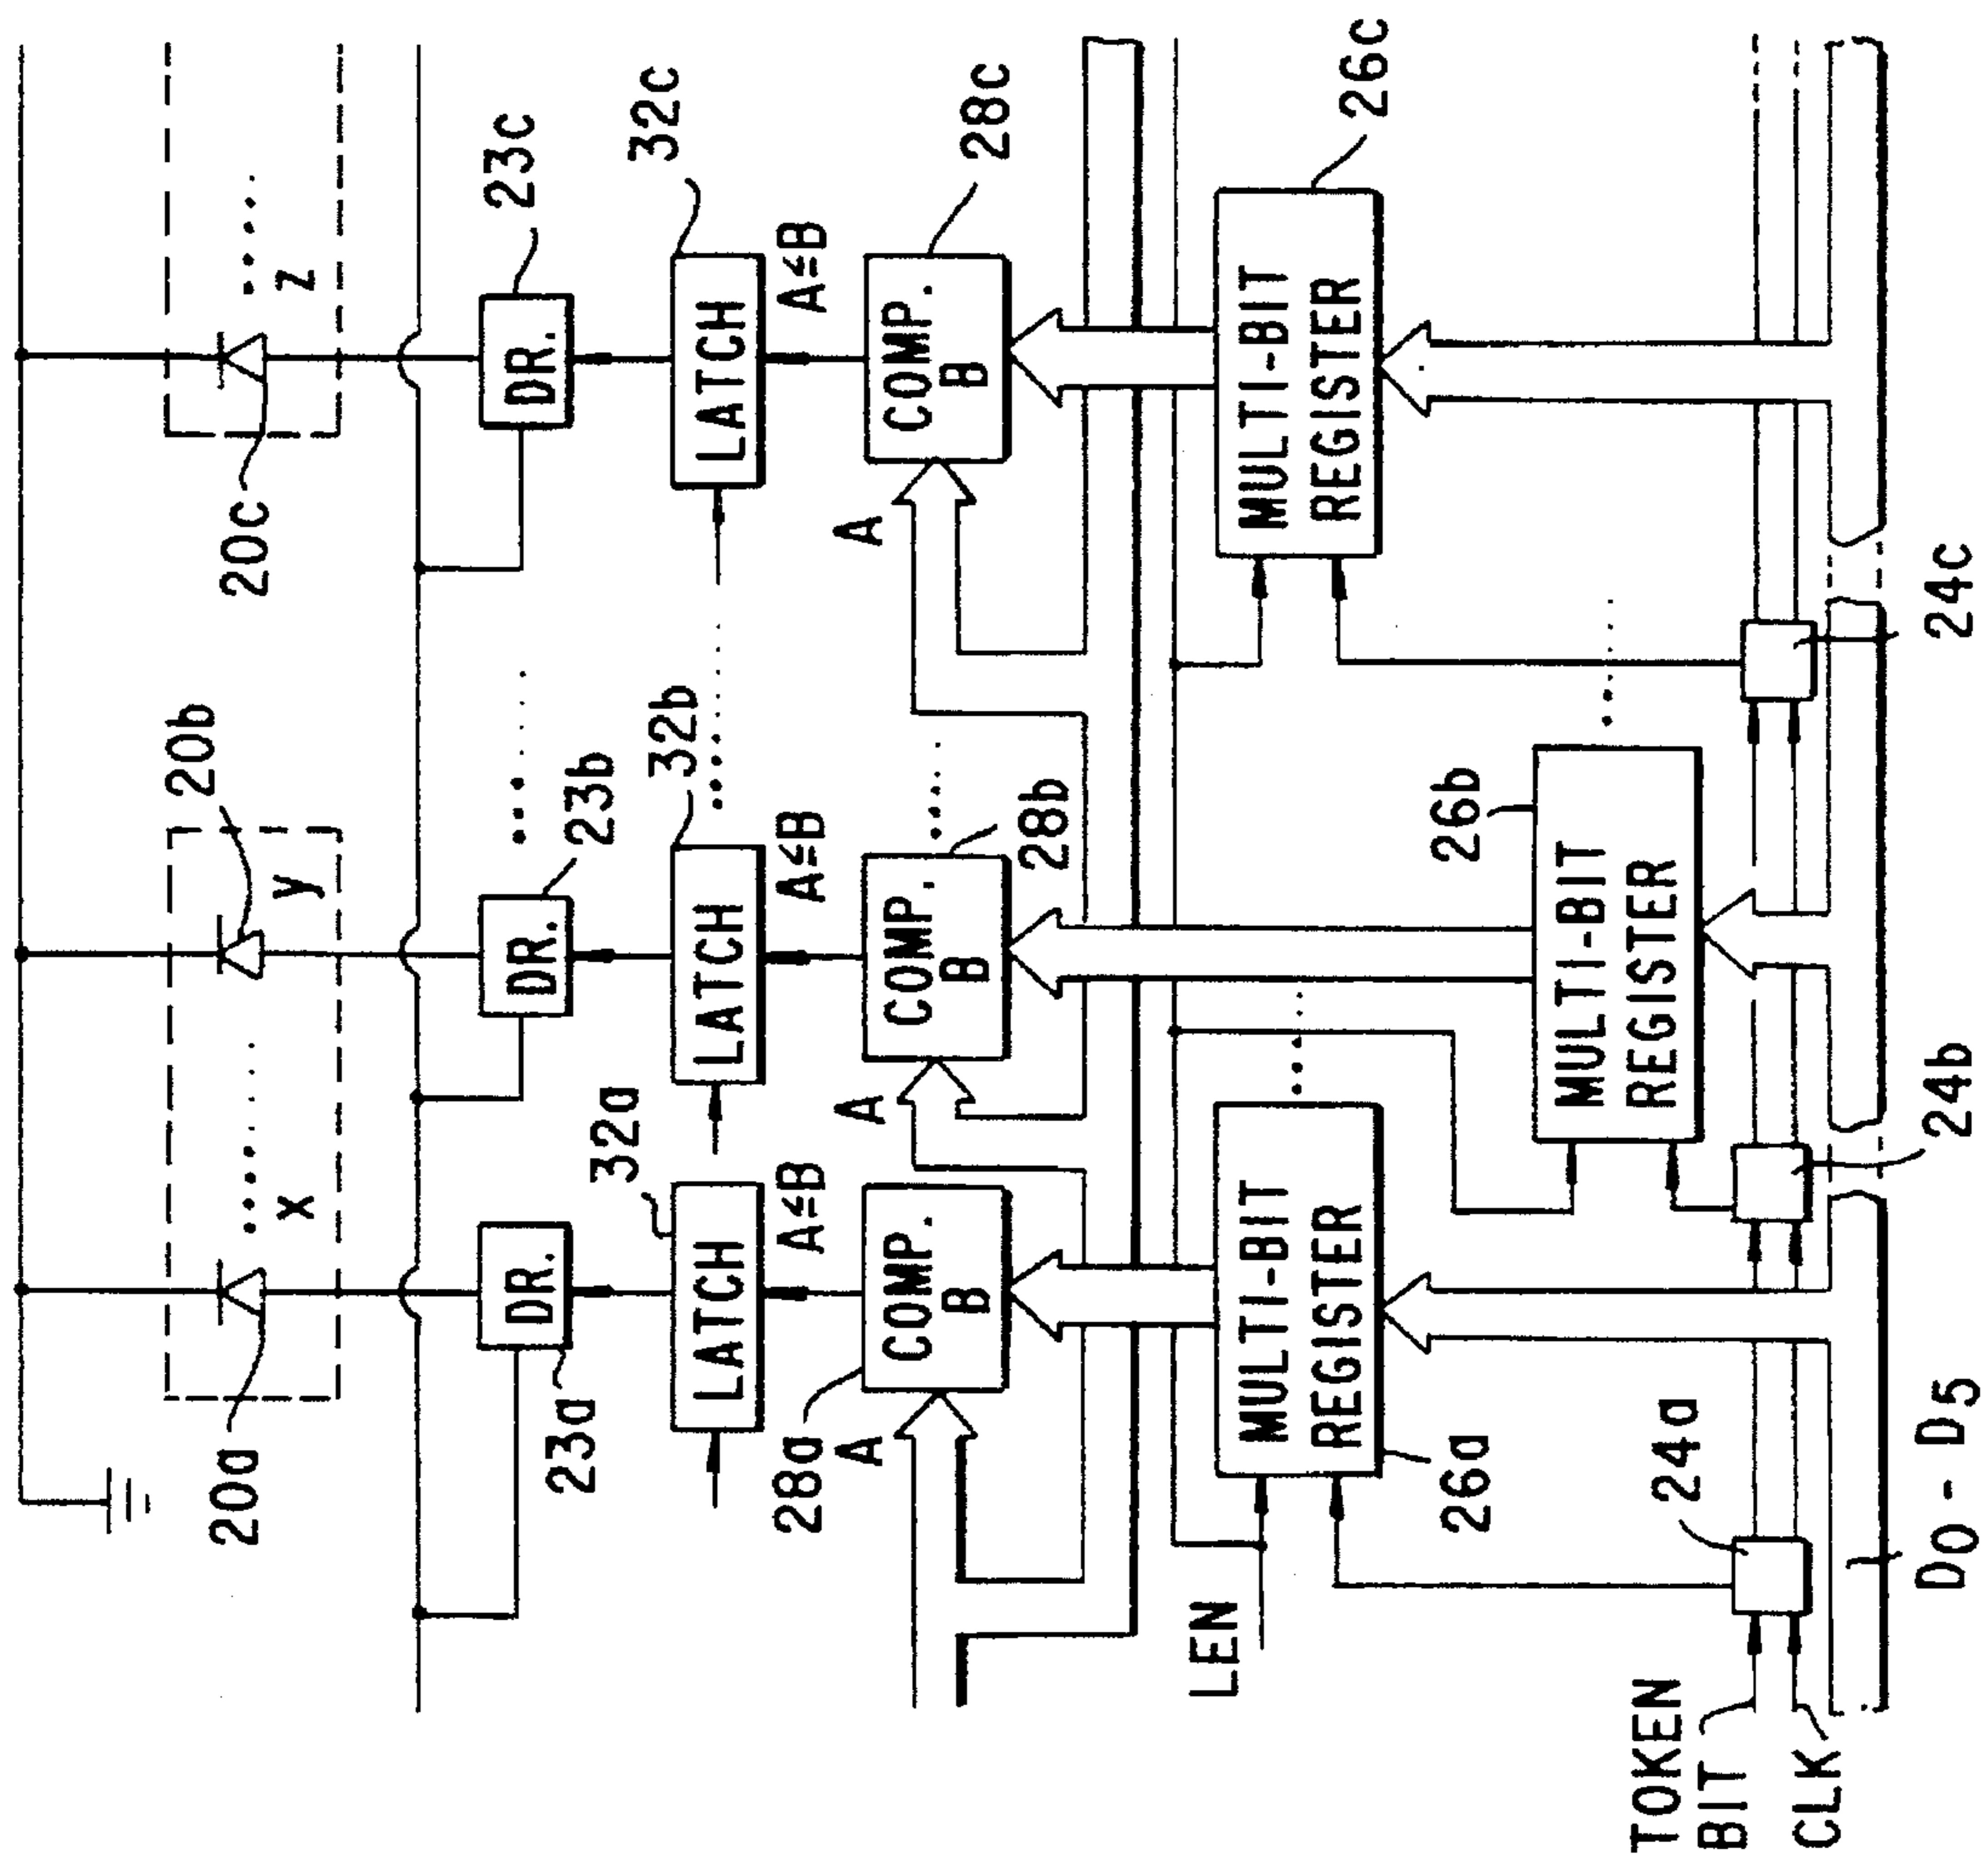 20a
x
20b
y
20c
z
23a
DR.
23b
DR.
23c
DR.
32a
LATCH
32b
LATCH
32c
LATCH
A≤B
A≤B
A≤B
28a
A
COMP.
B
28b
A
COMP.
B
28c
A
COMP.
B
LEN
MULTI-BIT
REGISTER
26a
MULTI-BIT
REGISTER
26b
MULTI-BIT
REGISTER
26c
TOKEN
BIT
CLK
24a
24b
24c
D0 - D5